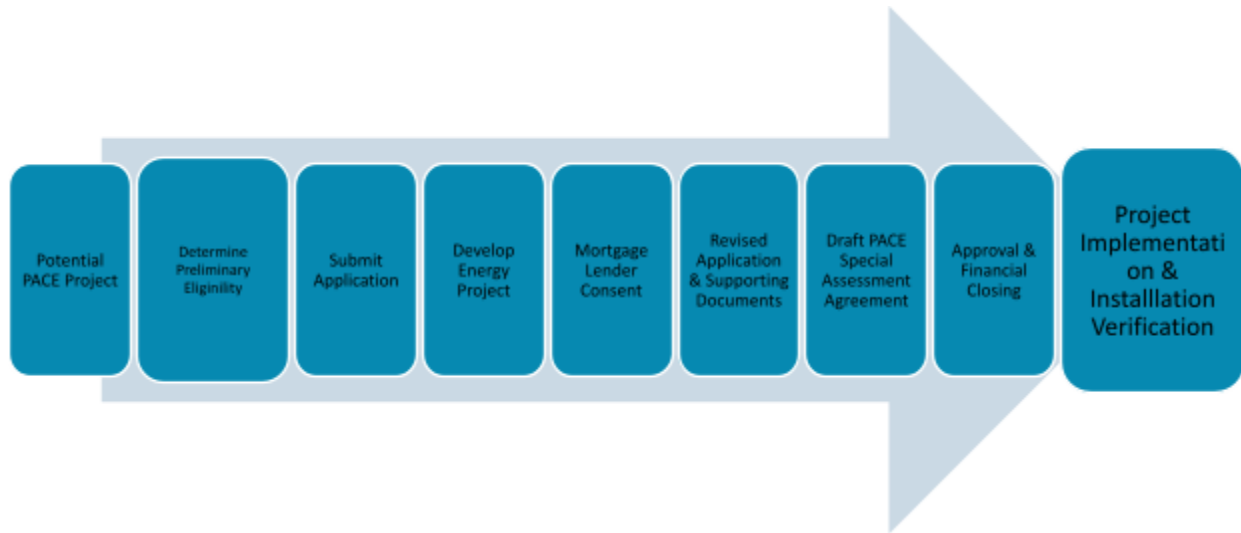 Potential
PACE Project
Determine
Preliminary
Eliginility
Submit
Application
Develop
Energy
Project
Mortgage
Lender
Consent
Revised
Application
& Supporting
Documents
Draft PACE
Special
Assessment
Agreement
Approval &
Financial
Closing
Project
Implementati
on &
Installlation
Verification